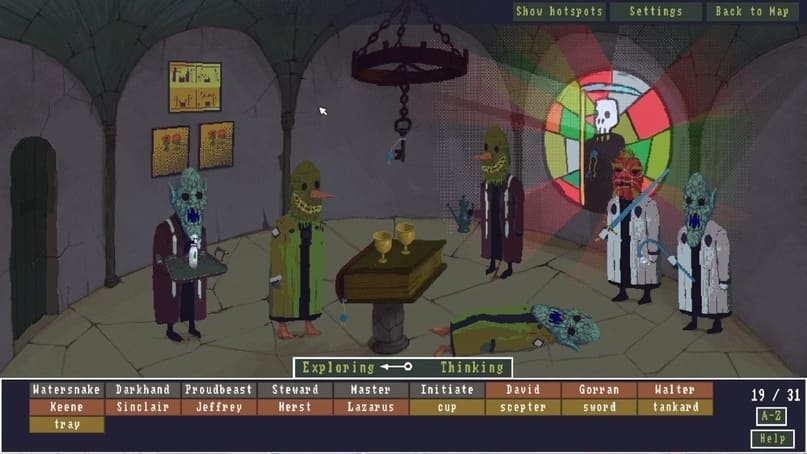 Show hotspots Settings Back to Map
Exploring Thinking
Watersnake Darkhand Proudbeast Steward Master Initiate David Gorran Walter
19 / 31
Keene Sinclair Jeffrey Herst Lazarus cup scepter sword tankard
A-Z
tray
Help